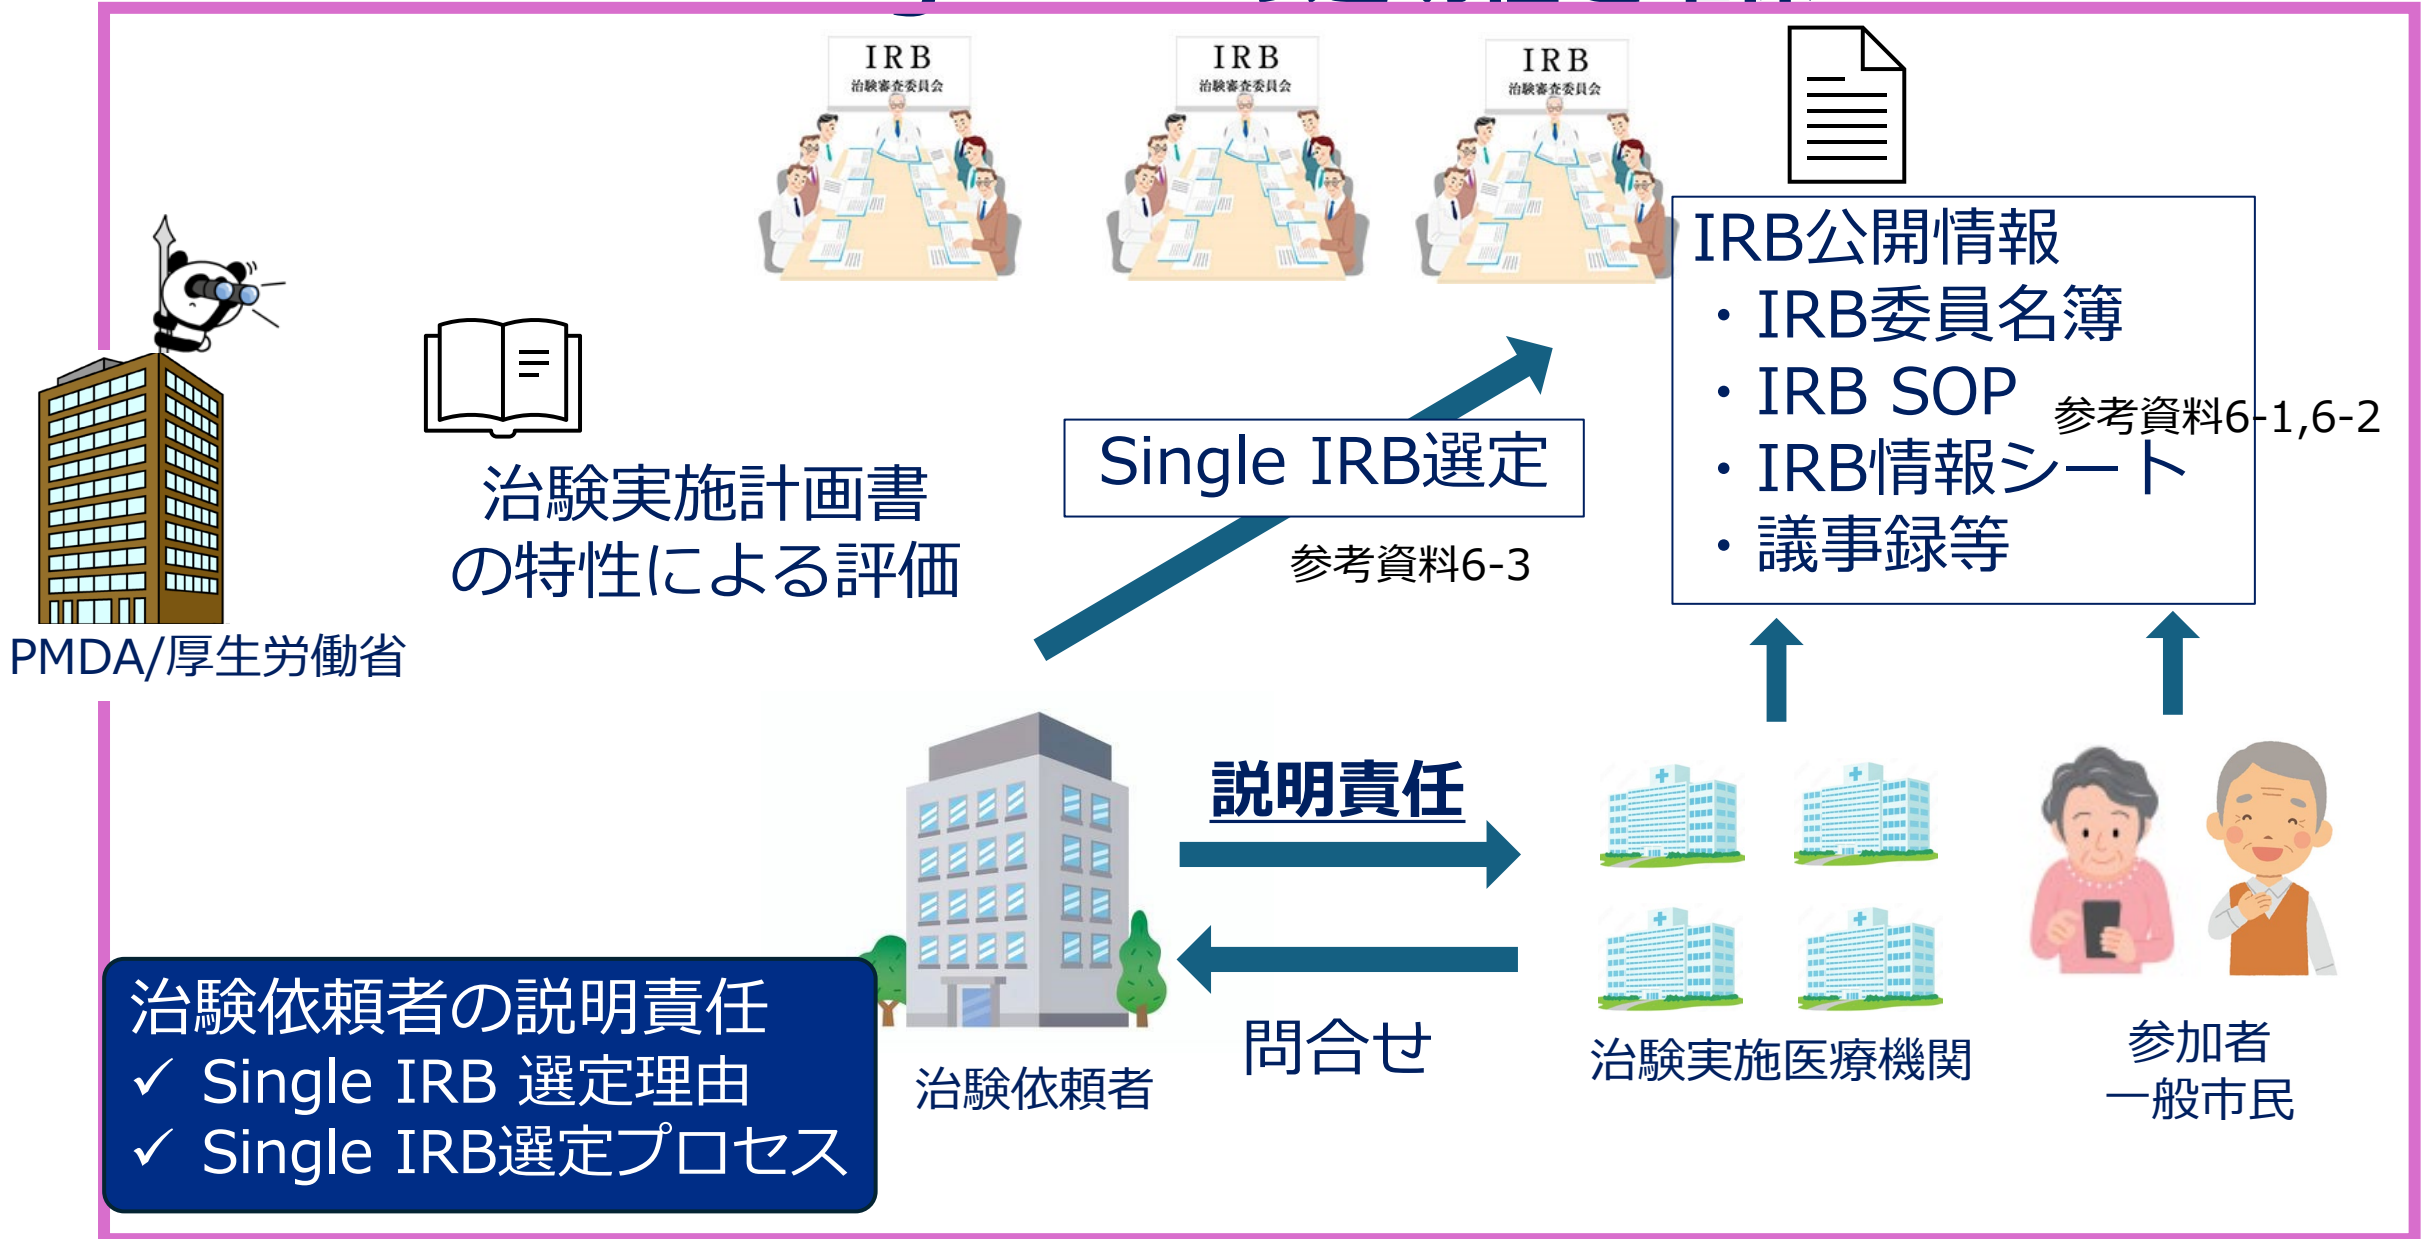 IRB
治験審査委員会
IRB
治験審査委員会
IRB
治験審査委員会
IRB公開情報
・IRB委員名簿
・IRB SOP
参考資料6-1,6-2
・IRB情報シート
・議事録等
Single IRB選定
参考資料6-3
治験実施計画書
の特性による評価
PMDA/厚生労働省
説明責任
問合せ
治験依頼者
治験実施医療機関
参加者
一般市民
治験依頼者の説明責任
✓ Single IRB 選定理由
✓ Single IRB選定プロセス